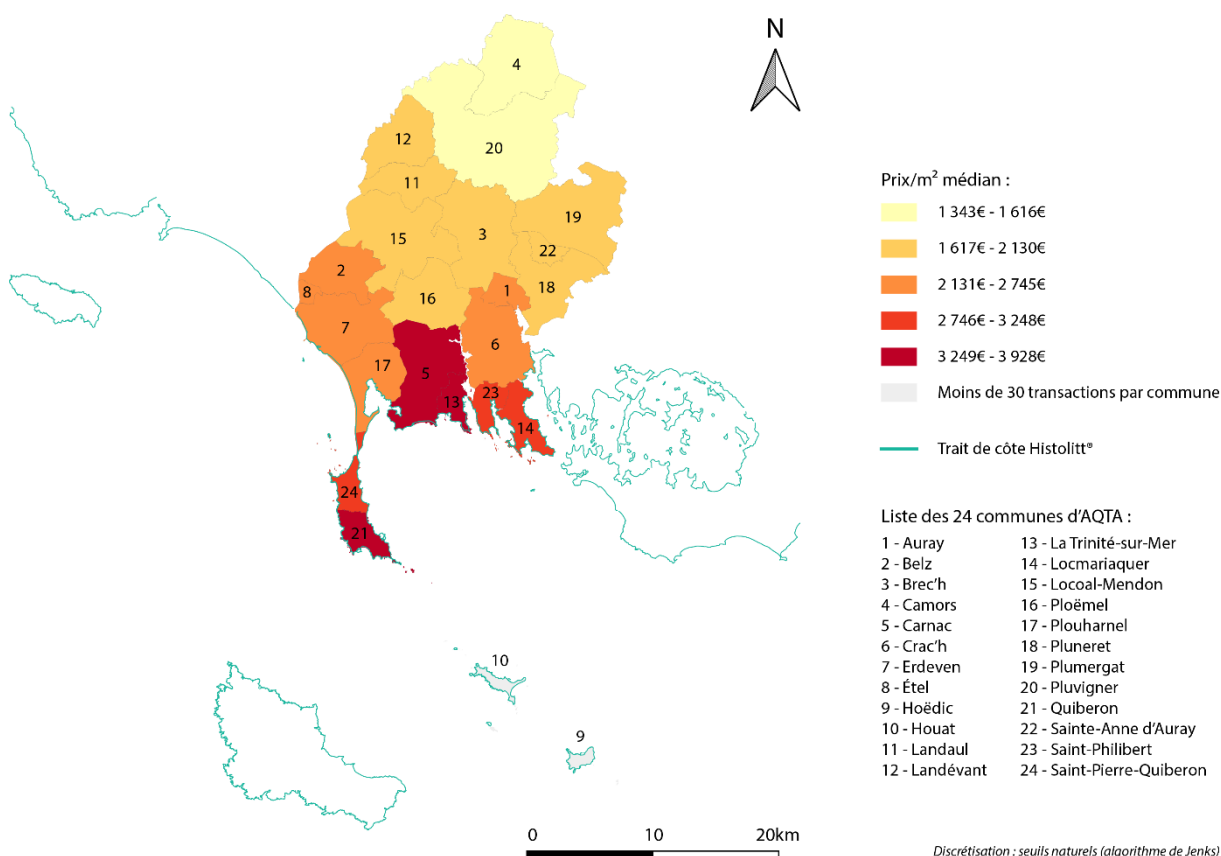 N
4
12
20
11
19
3
15
22
2
18
8
1
16
7
6
17
5
23
13
14
24
21
10
9
0 10 20km
Prix/m² médian :
1 343€ - 1 616€
1 617€ - 2 130€
2 131€ - 2 745€
2 746€ - 3 248€
3 249€ - 3 928€
Moins de 30 transactions par commune
Trait de côte Histolitt®
Liste des 24 communes d'AQTA :
1 - Auray
2 - Belz
3 - Brec'h
4 - Camors
5 - Carnac
6 - Crac'h
7 - Erdeven
8 - Étel
9 - Hoëdic
10 - Houat
11 - Landaul
12 - Landévant
13 - La Trinité-sur-Mer
14 - Locmariaquer
15 - Locoal-Mendon
16 - Ploëmel
17 - Plouharnel
18 - Pluneret
19 - Plumergat
20 - Pluvigner
21 - Quiberon
22 - Sainte-Anne d'Auray
23 - Saint-Philibert
24 - Saint-Pierre-Quiberon
Discrétisation : seuils naturels (algorithme de Jenks)